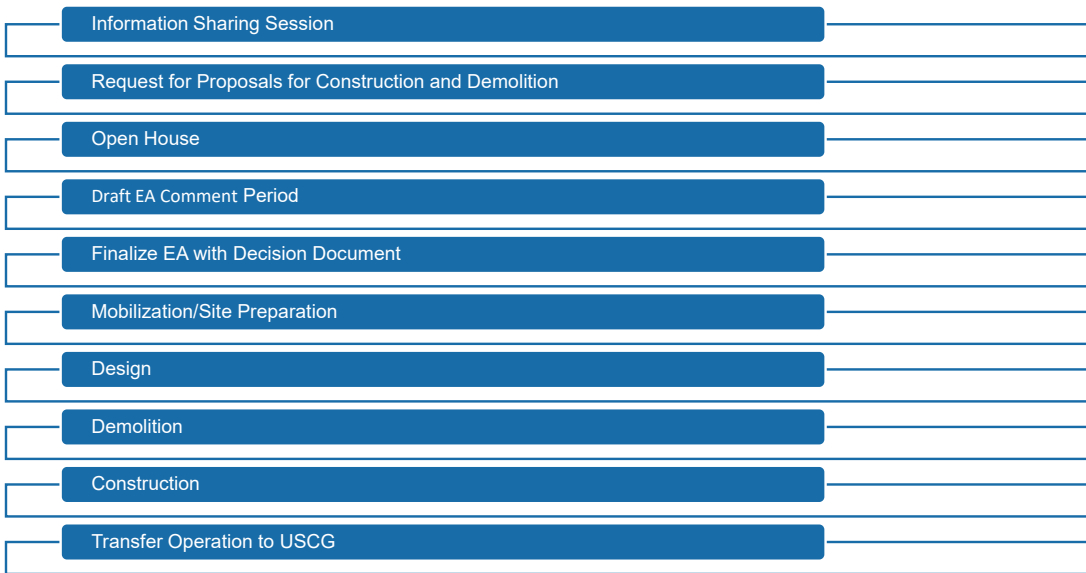 Information Sharing Session
Request for Proposals for Construction and Demolition
Open House
Draft EA Comment Period
Finalize EA with Decision Document
Mobilization/Site Preparation
Design
Demolition
Construction
Transfer Operation to USCG